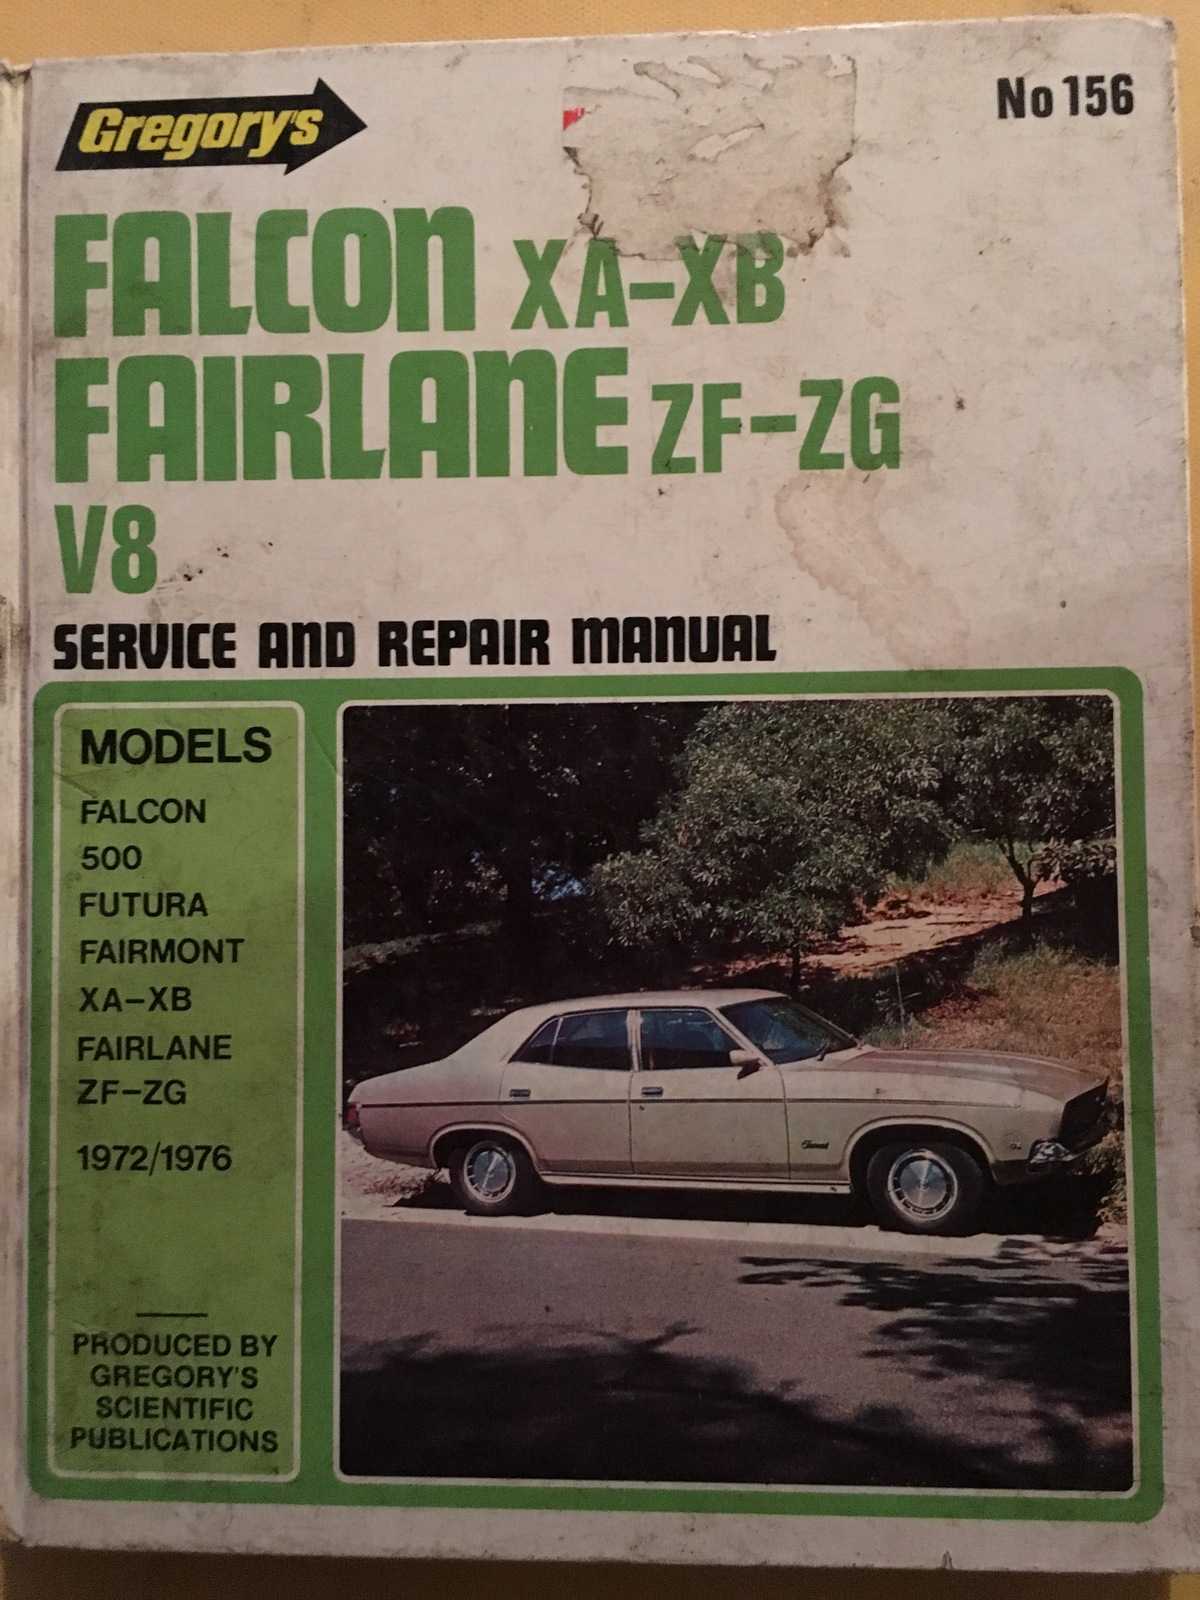 Gregory's
No 156
FALCON XA-XB
FAIRLANE ZF-ZG
V8
SERVICE AND REPAIR MANUAL
MODELS
FALCON
500
FUTURA
FAIRMONT
XA-XB
FAIRLANE
ZF-ZG
1972/1976
PRODUCED BY
GREGORY'S
SCIENTIFIC
PUBLICATIONS